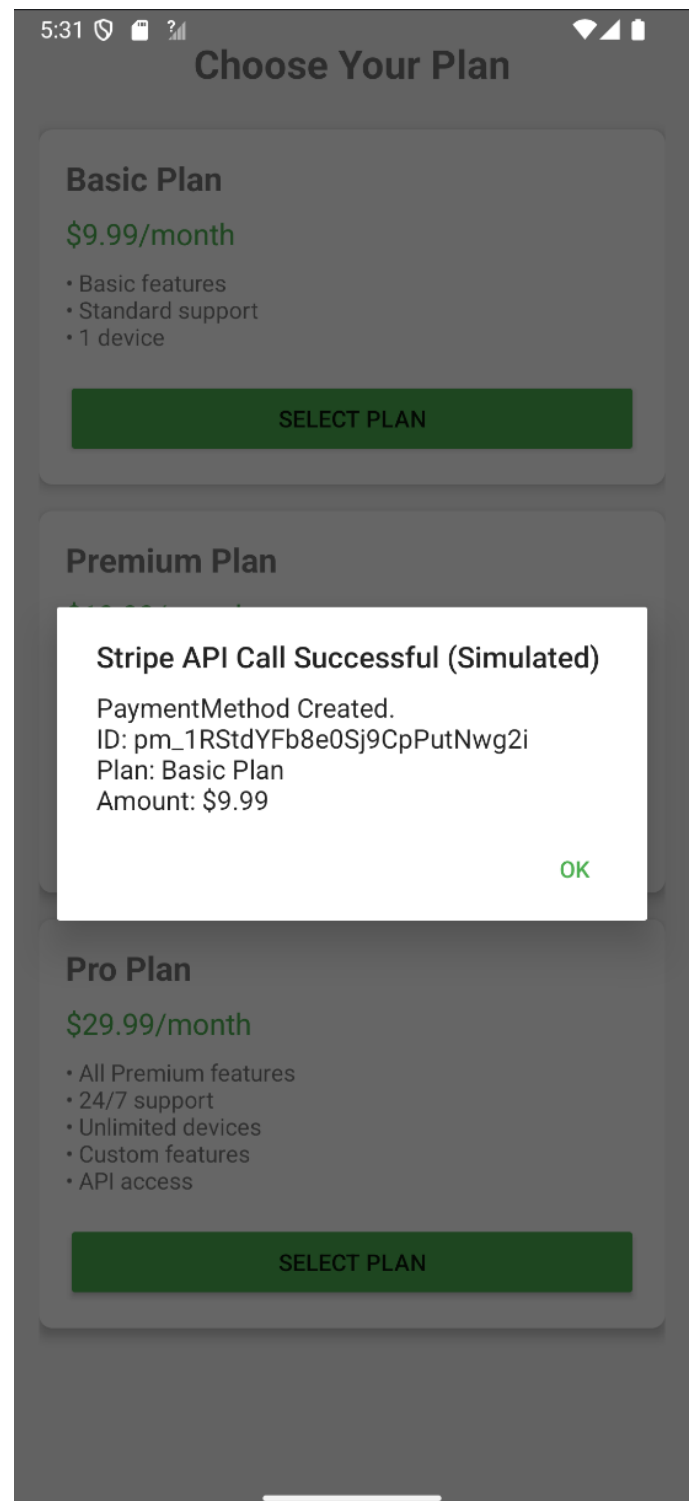 5:31
Choose Your Plan
Basic Plan
$9.99/month
• Basic features
• Standard support
• 1 device
SELECT PLAN
Premium Plan
Stripe API Call Successful (Simulated)
PaymentMethod Created.
ID: pm_1RStdYFb8e0Sj9CpPutNwg2i
Plan: Basic Plan
Amount: $9.99
OK
Pro Plan
$29.99/month
• All Premium features
• 24/7 support
• Unlimited devices
• Custom features
• API access
SELECT PLAN